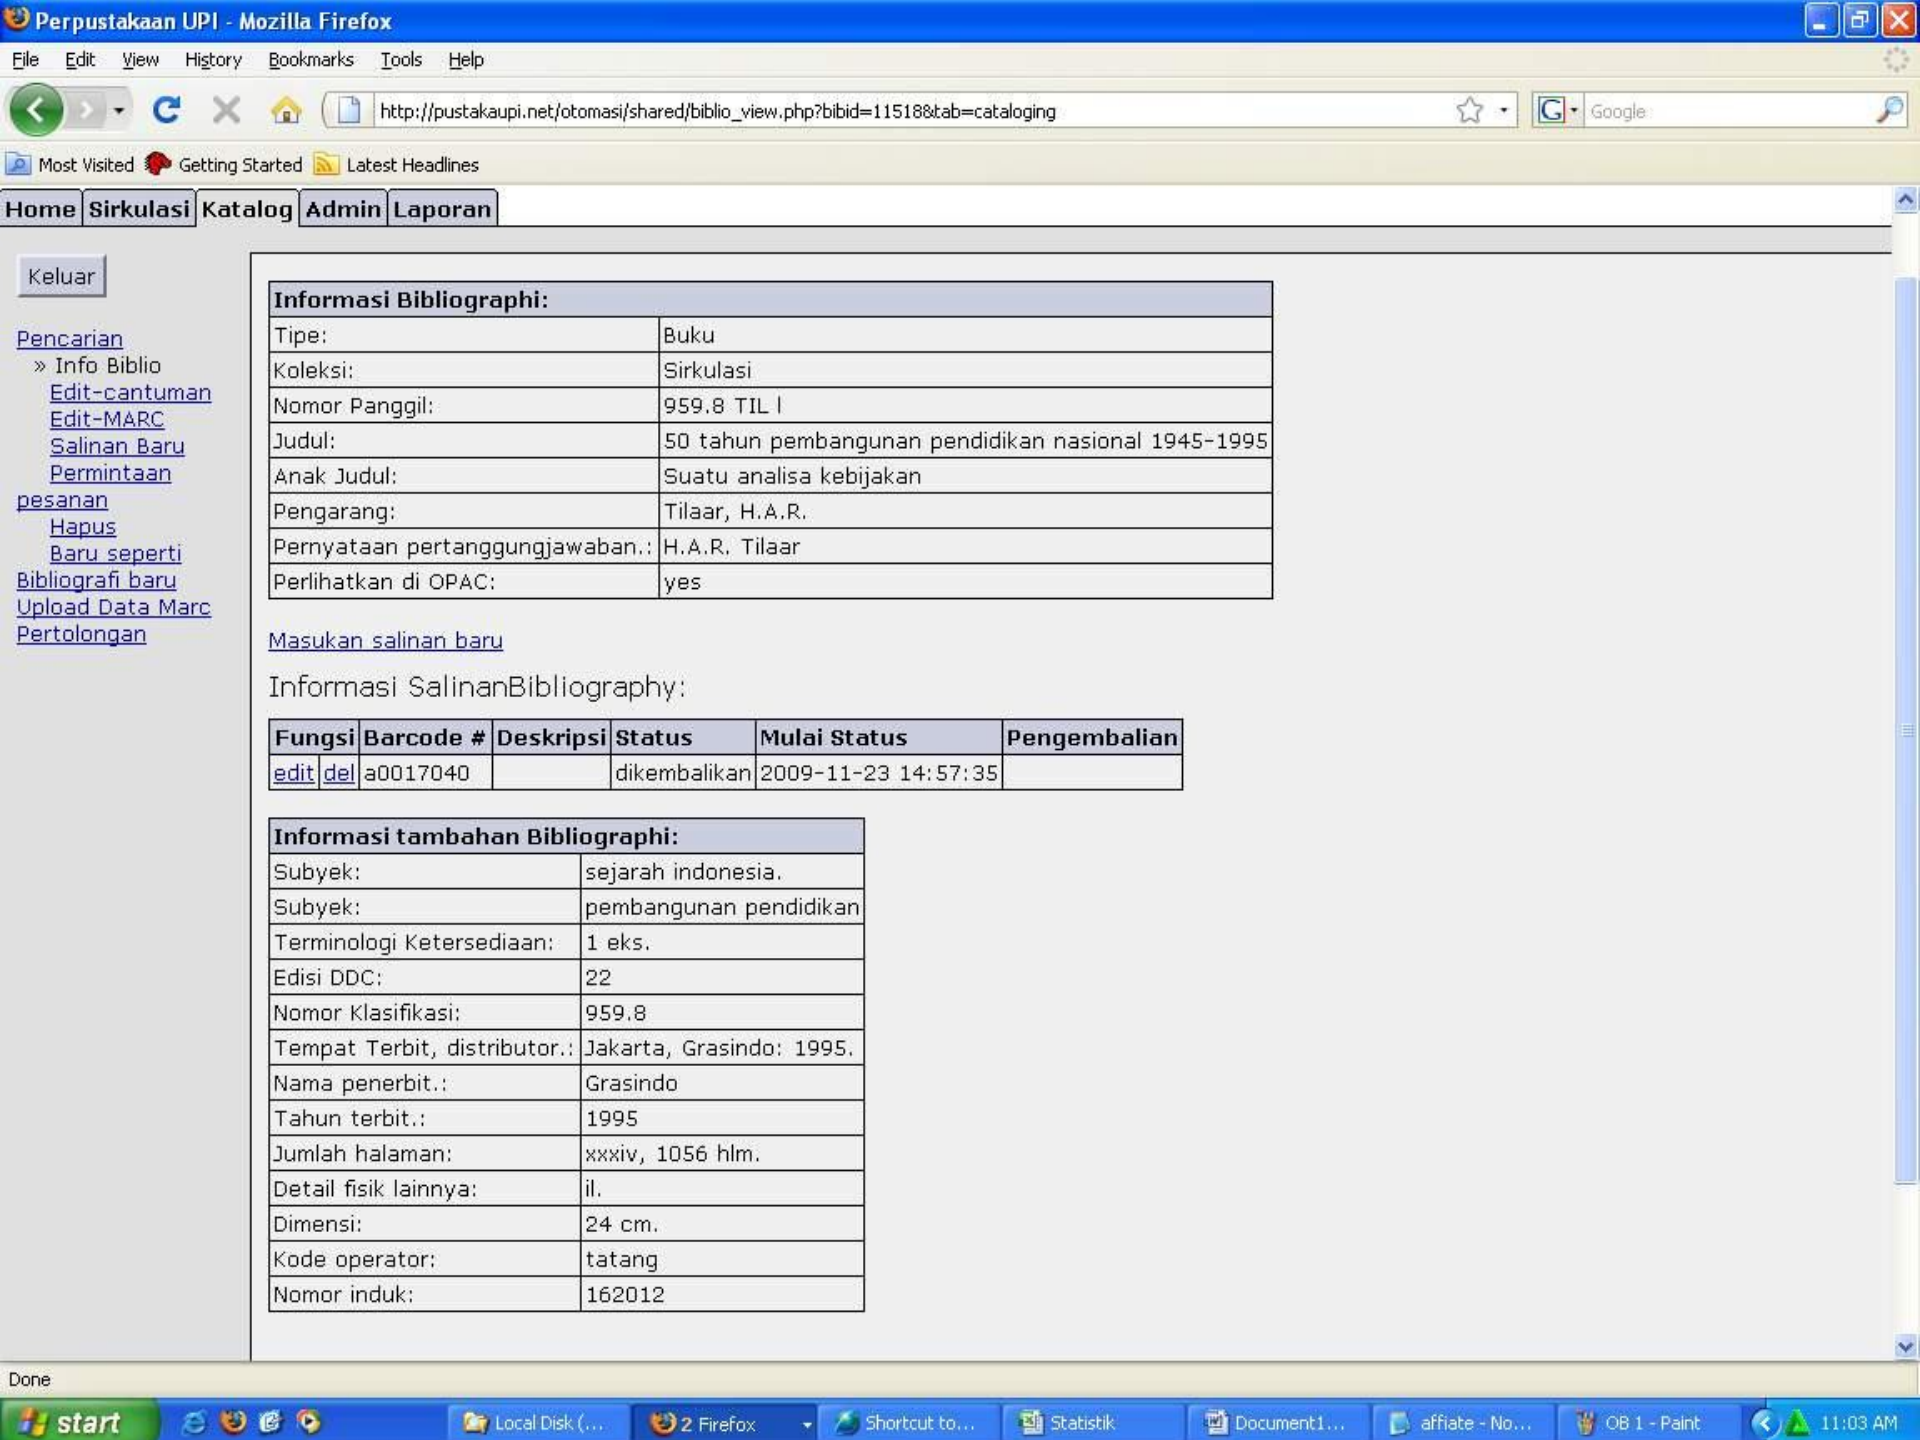 Perpustakaan UPI - Mozilla Firefox
File Edit View History Bookmarks Tools Help
http://pustakaupi.net/otomasi/shared/biblio_view.php?bibid=11518&tab=cataloging
G Google
Most Visited Getting Started Latest Headlines
Home Sirkulasi Katalog Admin Laporan
Keluar
Pencarian
» Info Biblio
Edit-cantuman
Edit-MARC
Salinan Baru
Permintaan
pesanan
Hapus
Baru seperti
Bibliografi baru
Upload Data Marc
Pertolongan
Informasi Bibliographi:
Tipe: Buku
Koleksi: Sirkulasi
Nomor Panggil: 959.8 TIL l
Judul: 50 tahun pembangunan pendidikan nasional 1945-1995
Anak Judul: Suatu analisa kebijakan
Pengarang: Tilaar, H.A.R.
Pernyataan pertanggungjawaban.: H.A.R. Tilaar
Perlihatkan di OPAC: yes
Masukan salinan baru
Informasi SalinanBibliography:
Fungsi Barcode # Deskripsi Status Mulai Status Pengembalian
edit del a0017040 dikembalikan 2009-11-23 14:57:35
Informasi tambahan Bibliographi:
Subyek: sejarah indonesia.
Subyek: pembangunan pendidikan
Terminologi Ketersediaan: 1 eks.
Edisi DDC: 22
Nomor Klasifikasi: 959.8
Tempat Terbit, distributor.: Jakarta, Grasindo: 1995.
Nama penerbit.: Grasindo
Tahun terbit.: 1995
Jumlah halaman: xxxiv, 1056 hlm.
Detail fisik lainnya: il.
Dimensi: 24 cm.
Kode operator: tatang
Nomor induk: 162012
Done
start Local Disk (... 2 Firefox Shortcut to... Statistik Document1... affiate - No... OB 1 - Paint 11:03 AM